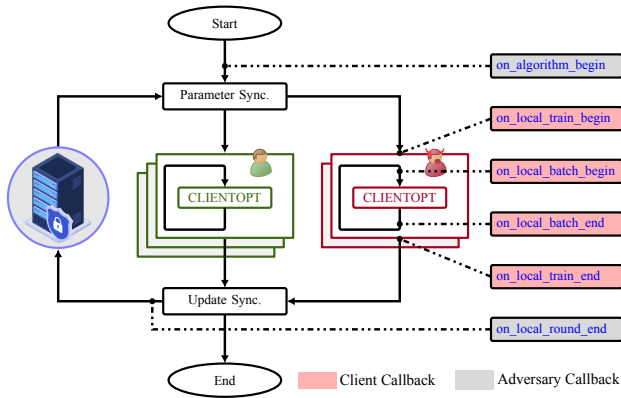 Start
on_algorithm_begin
Parameter Sync.
on_local_train_begin
on_local_batch_begin
CLIENTOPT
CLIENTOPT
on_local_batch_end
on_local_train_end
Update Sync.
on_local_round_end
End
Client Callback
Adversary Callback